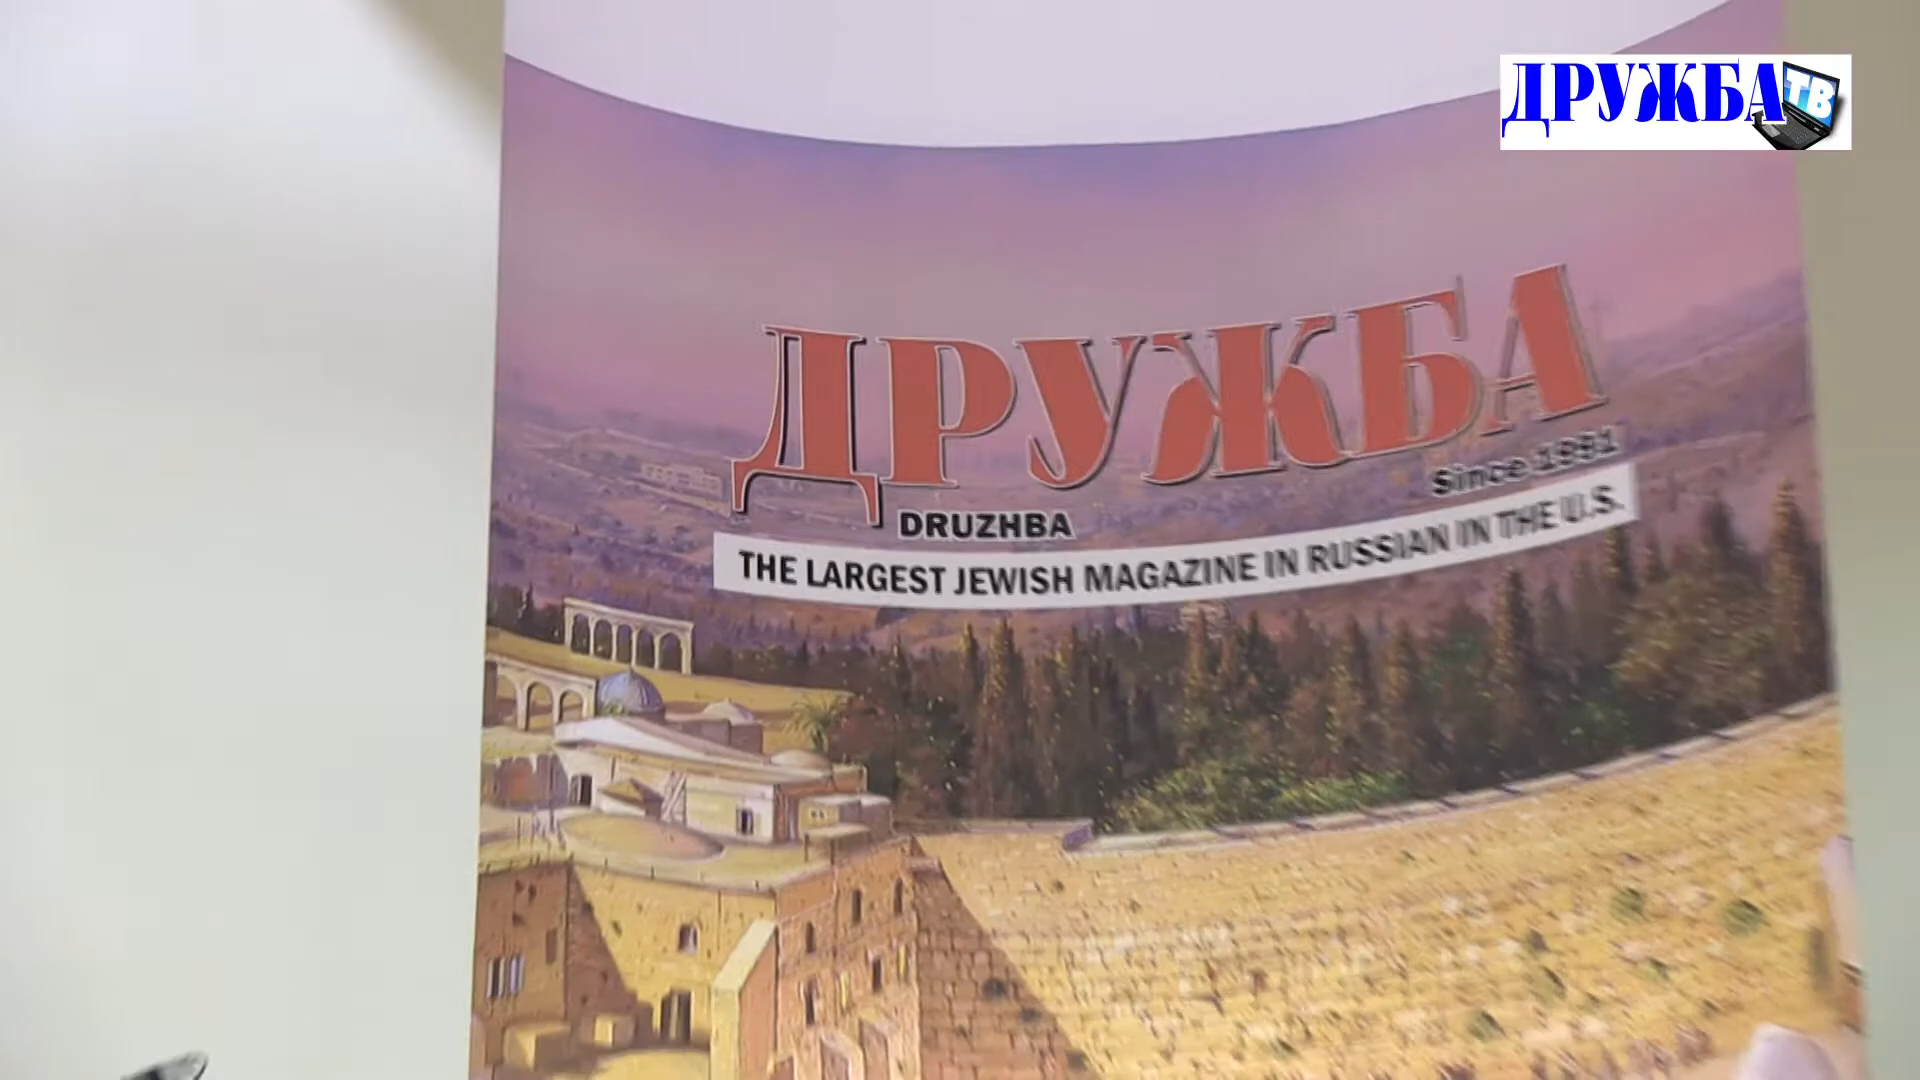 ДРУЖБА ТВ
ДРУЖБА
Since 1991
DRUZHBA
THE LARGEST JEWISH MAGAZINE IN RUSSIAN IN THE U.S.